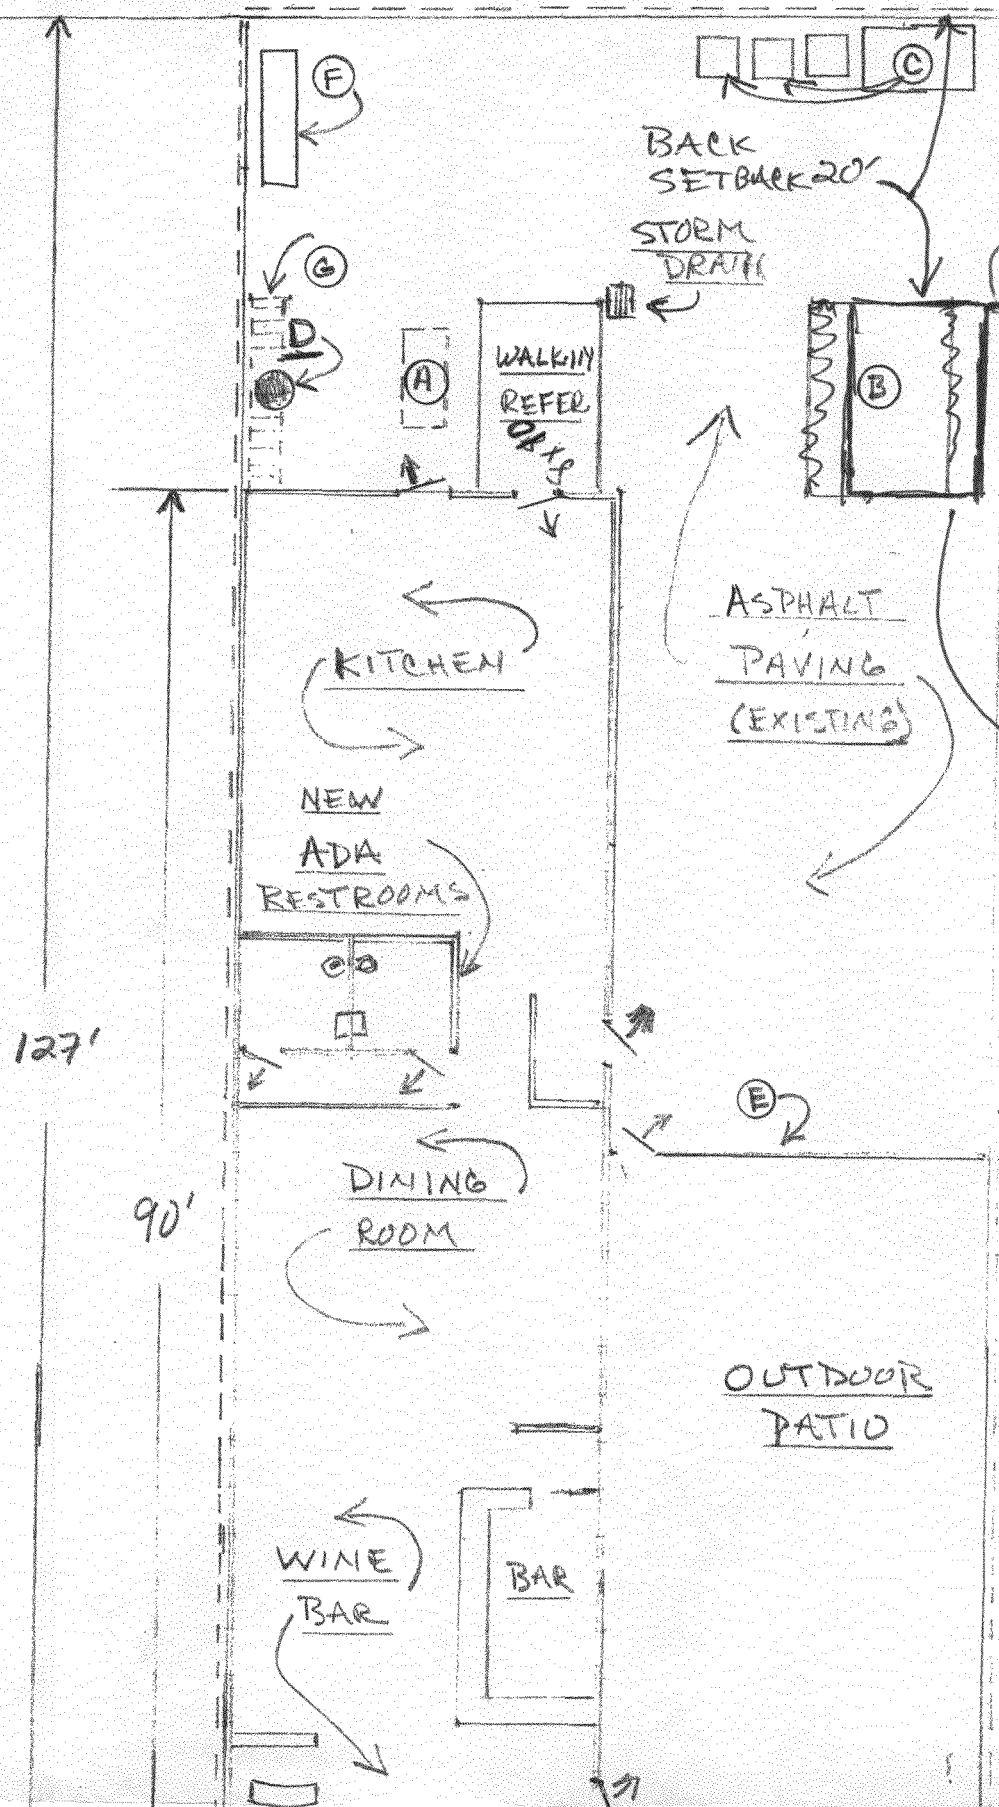 F
C
BACK
SETBACK 20'
STORM
DRAIN
G
D
A
WALKIN
REFER
B
ASPHALT
PAVING
(EXISTING)
KITCHEN
NEW
ADA
RESTROOMS
127'
E
DINING
ROOM
90'
OUTDOOR
PATIO
WINE
BAR
BAR